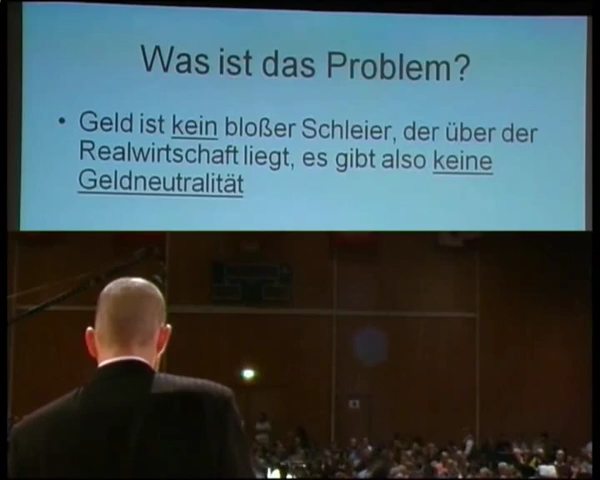 Was ist das Problem?
• Geld ist kein bloßer Schleier, der über der
Realwirtschaft liegt, es gibt also keine
Geldneutralität